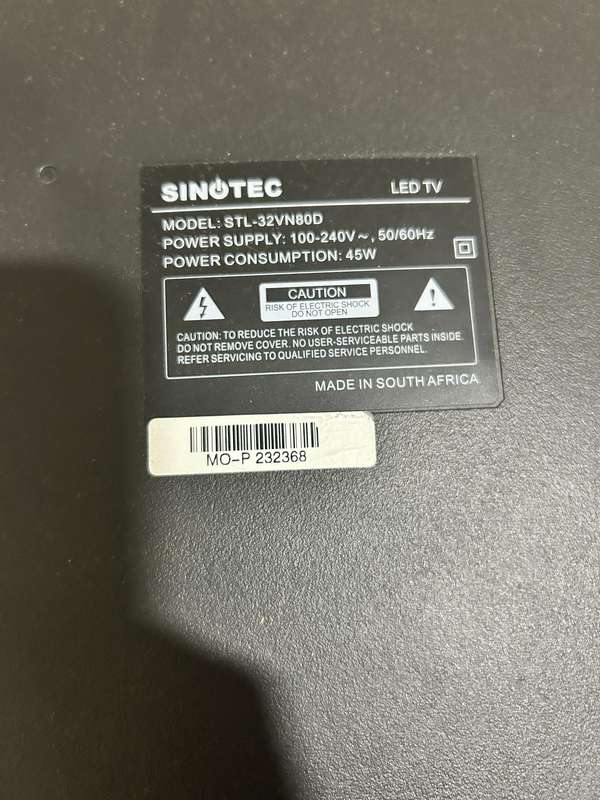 SINOTEC LED TV
MODEL: STL-32VN80D
POWER SUPPLY: 100-240V~, 50/60Hz
POWER CONSUMPTION: 45W
CAUTION
RISK OF ELECTRIC SHOCK
DO NOT OPEN
!
CAUTION: TO REDUCE THE RISK OF ELECTRIC SHOCK
DO NOT REMOVE COVER. NO USER-SERVICEABLE PARTS INSIDE.
REFER SERVICING TO QUALIFIED SERVICE PERSONNEL.
MADE IN SOUTH AFRICA
MO-P 232368